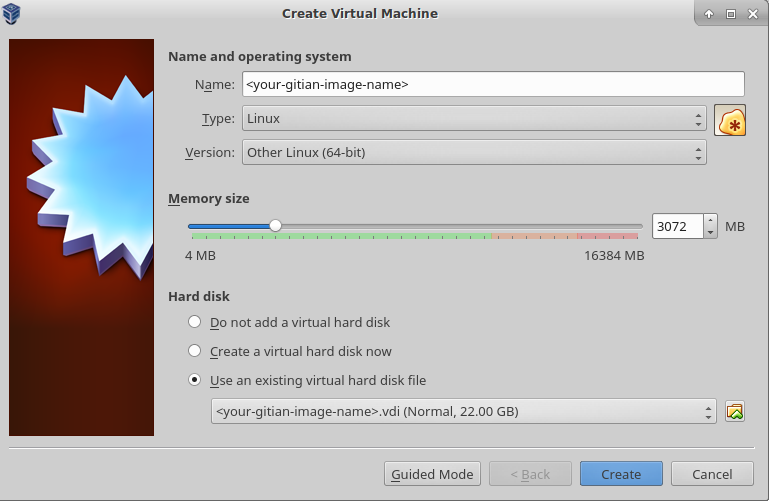 Create Virtual Machine
Name and operating system
Name: <your-gitian-image-name>
Type: Linux
Version: Other Linux (64-bit)
Memory size
3072 MB
4 MB 16384 MB
Hard disk
Do not add a virtual hard disk
Create a virtual hard disk now
Use an existing virtual hard disk file
<your-gitian-image-name>.vdi (Normal, 22.00 GB)
Guided Mode < Back Create Cancel